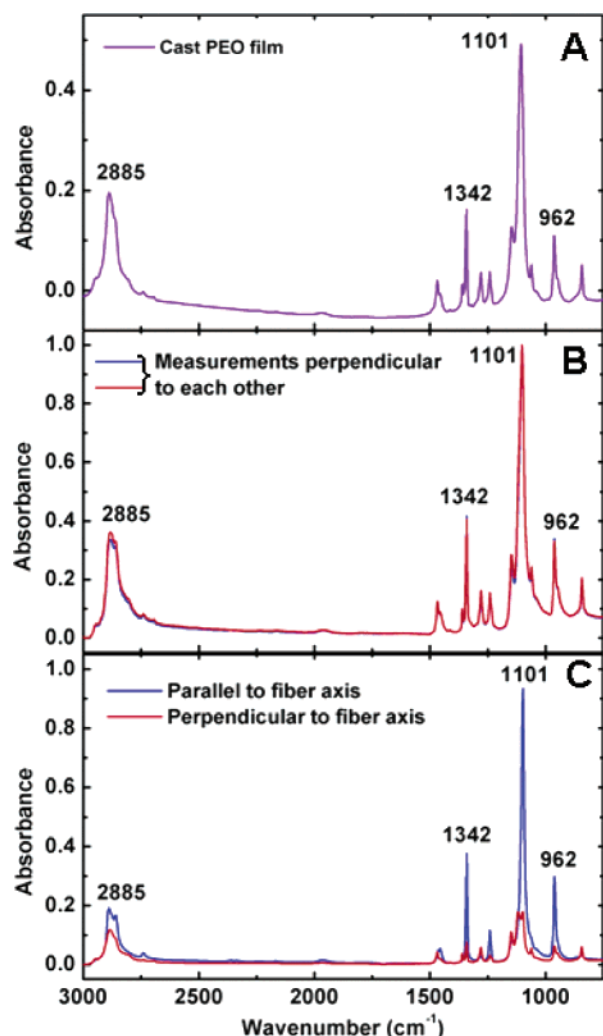 Cast PEO film
1101
A
2885
1342
962
0.4
0.2
0.0
Absorbance
Measurements perpendicular
to each other
1101
B
2885
1342
962
1.0
0.8
0.6
0.4
0.2
0.0
Absorbance
Parallel to fiber axis
Perpendicular to fiber axis
1101
C
2885
1342
962
1.0
0.8
0.6
0.4
0.2
0.0
Absorbance
3000 2500 2000 1500 1000
Wavenumber (cm⁻¹)